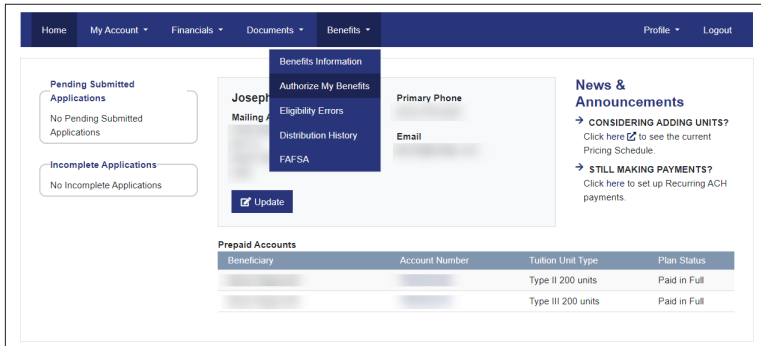 Home My Account Financials Documents Benefits Profile Logout
Benefits Information
Authorize My Benefits
Eligibility Errors
Distribution History
FAFSA
Pending Submitted
Applications
No Pending Submitted
Applications
Incomplete Applications
No Incomplete Applications
Joseph
Mailing
Primary Phone
Email
Update
News &
Announcements
CONSIDERING ADDING UNITS?
Click here to see the current
Pricing Schedule.
STILL MAKING PAYMENTS?
Click here to set up Recurring ACH
payments.
Prepaid Accounts
Beneficiary Account Number Tuition Unit Type Plan Status
Type II 200 units Paid in Full
Type III 200 units Paid in Full